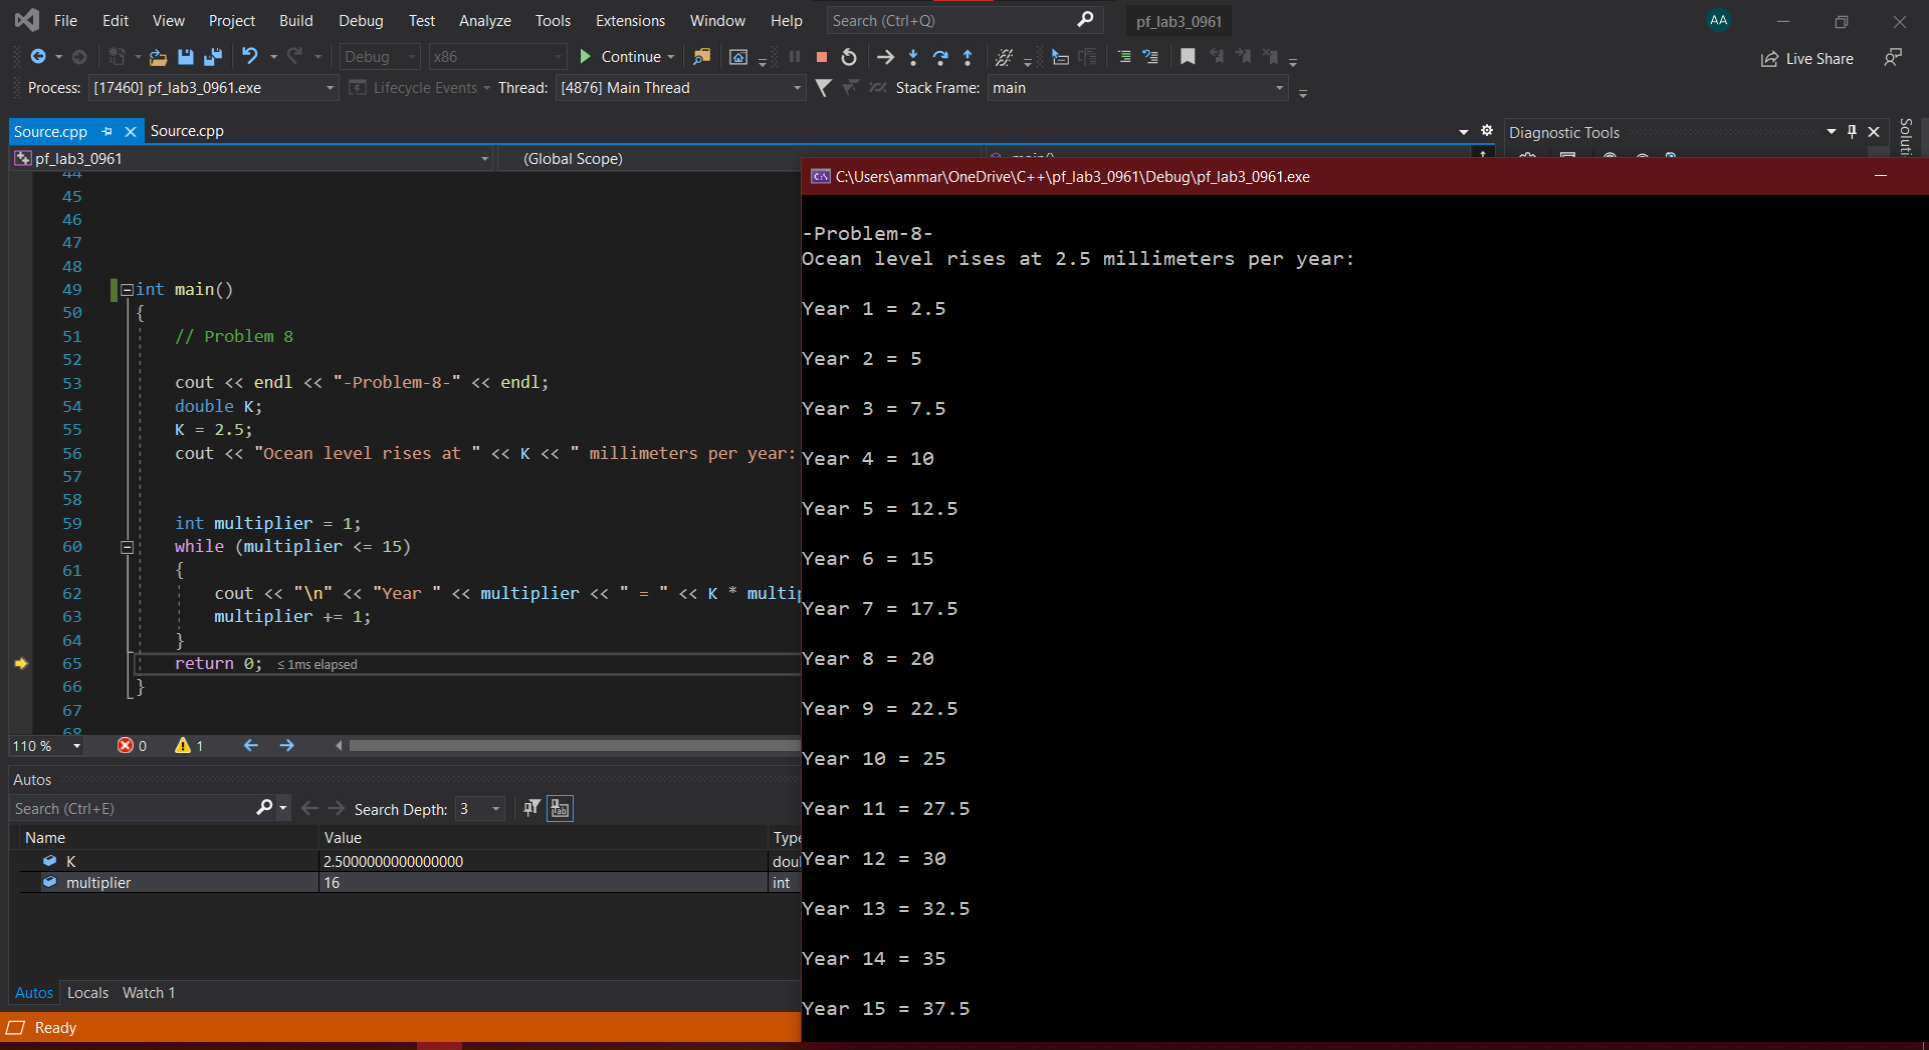 File Edit View Project Build Debug Test Analyze Tools Extensions Window Help Search (Ctrl+Q) pf_lab3_0961 AA
Debug x86 Continue Live Share
Process: [17460] pf_lab3_0961.exe Lifecycle Events Thread: [4876] Main Thread Stack Frame: main
Source.cpp Source.cpp Diagnostic Tools
pf_lab3_0961 (Global Scope) main()
C:\Users\ammar\OneDrive\C++\pf_lab3_0961\Debug\pf_lab3_0961.exe
44
45
46
47
48
49 int main()
50 {
51 // Problem 8
52
53 cout << endl << "-Problem-8-" << endl;
54 double K;
55 K = 2.5;
56 cout << "Ocean level rises at " << K << " millimeters per year:
57
58
59 int multiplier = 1;
60 while (multiplier <= 15)
61 {
62 cout << "\n" << "Year " << multiplier << " = " << K * multip
63 multiplier += 1;
64 }
65 return 0; ≤ 1ms elapsed
66 }
67
68
110 % 0 1
Autos
Search (Ctrl+E) Search Depth: 3
Name Value Type
K 2.5000000000000000 doul
multiplier 16 int
Autos Locals Watch 1
Ready
-Problem-8-
Ocean level rises at 2.5 millimeters per year:
Year 1 = 2.5
Year 2 = 5
Year 3 = 7.5
Year 4 = 10
Year 5 = 12.5
Year 6 = 15
Year 7 = 17.5
Year 8 = 20
Year 9 = 22.5
Year 10 = 25
Year 11 = 27.5
Year 12 = 30
Year 13 = 32.5
Year 14 = 35
Year 15 = 37.5